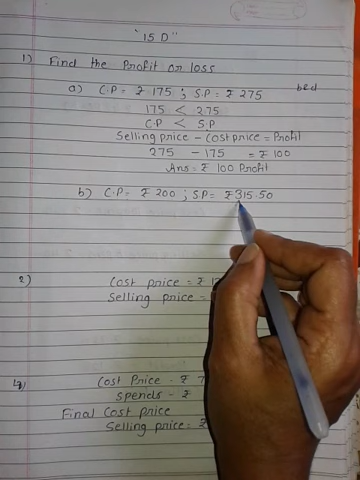 "15 D"
1) Find the Profit or loss
a) C.P = ₹ 175 ; S.P = ₹ 275
175 < 275
C.P < S.P
Selling price - Cost price = Profit
275 - 175 = ₹ 100
Ans = ₹ 100 Profit
b) C.P = ₹ 200 ; SP = ₹ 315.50
2) Cost price = ₹ 
Selling price =
4) Cost Price - ₹ 7
spends - ₹
Final Cost price
Selling price = ₹